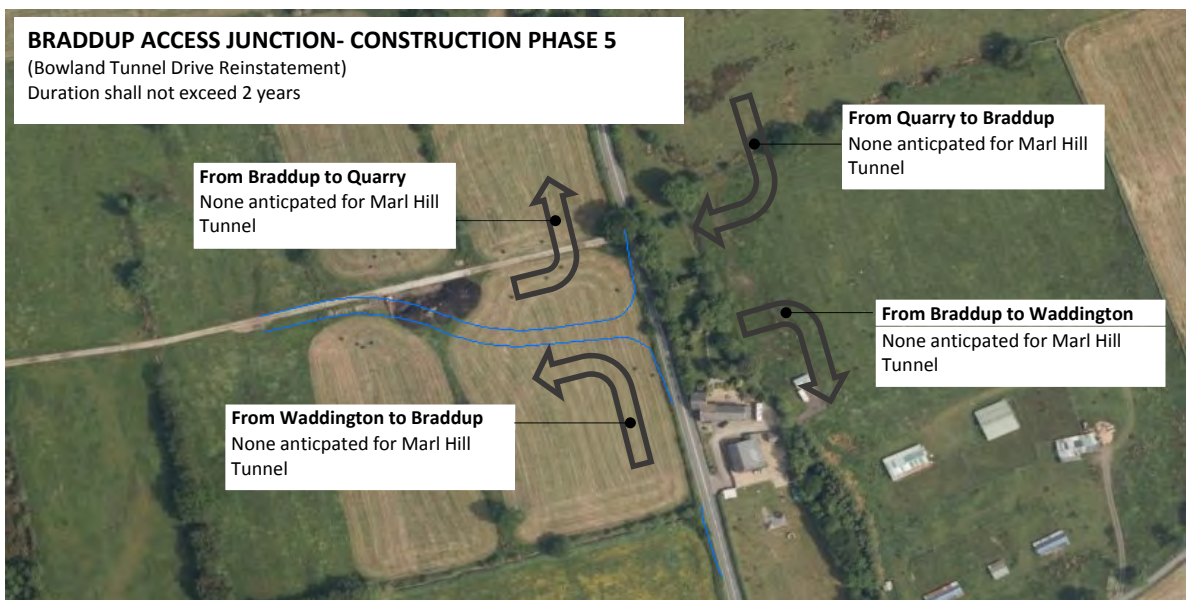 BRADDUP ACCESS JUNCTION- CONSTRUCTION PHASE 5
(Bowland Tunnel Drive Reinstatement)
Duration shall not exceed 2 years
From Quarry to Braddup
None anticpated for Marl Hill
Tunnel
From Braddup to Quarry
None anticpated for Marl Hill
Tunnel
From Braddup to Waddington
None anticpated for Marl Hill
Tunnel
From Waddington to Braddup
None anticpated for Marl Hill
Tunnel